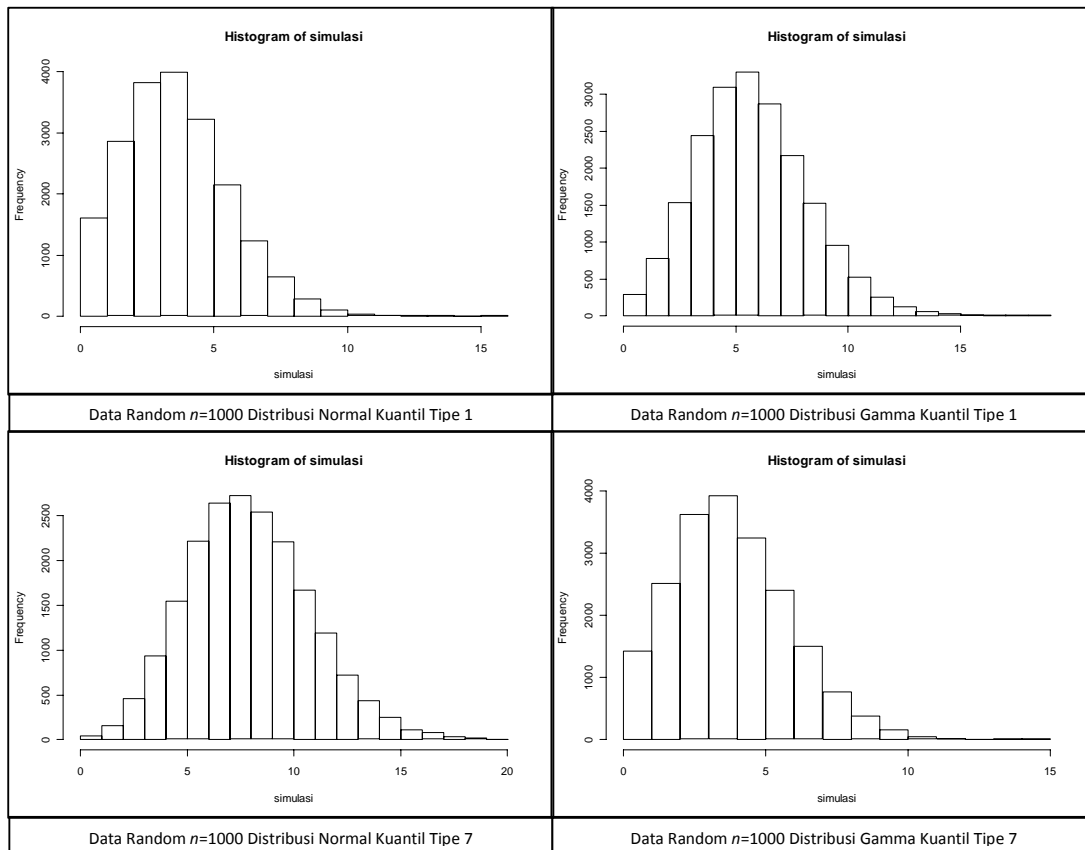 Histogram of simulasi
Frequency
0 1000 2000 3000 4000
0 5 10 15
simulasi
Histogram of simulasi
Frequency
0 500 1000 1500 2000 2500 3000
0 5 10 15
simulasi
Data Random n=1000 Distribusi Normal Kuantil Tipe 1
Data Random n=1000 Distribusi Gamma Kuantil Tipe 1
Histogram of simulasi
Frequency
0 500 1000 1500 2000 2500
0 5 10 15 20
simulasi
Histogram of simulasi
Frequency
0 1000 2000 3000 4000
0 5 10 15
simulasi
Data Random n=1000 Distribusi Normal Kuantil Tipe 7
Data Random n=1000 Distribusi Gamma Kuantil Tipe 7